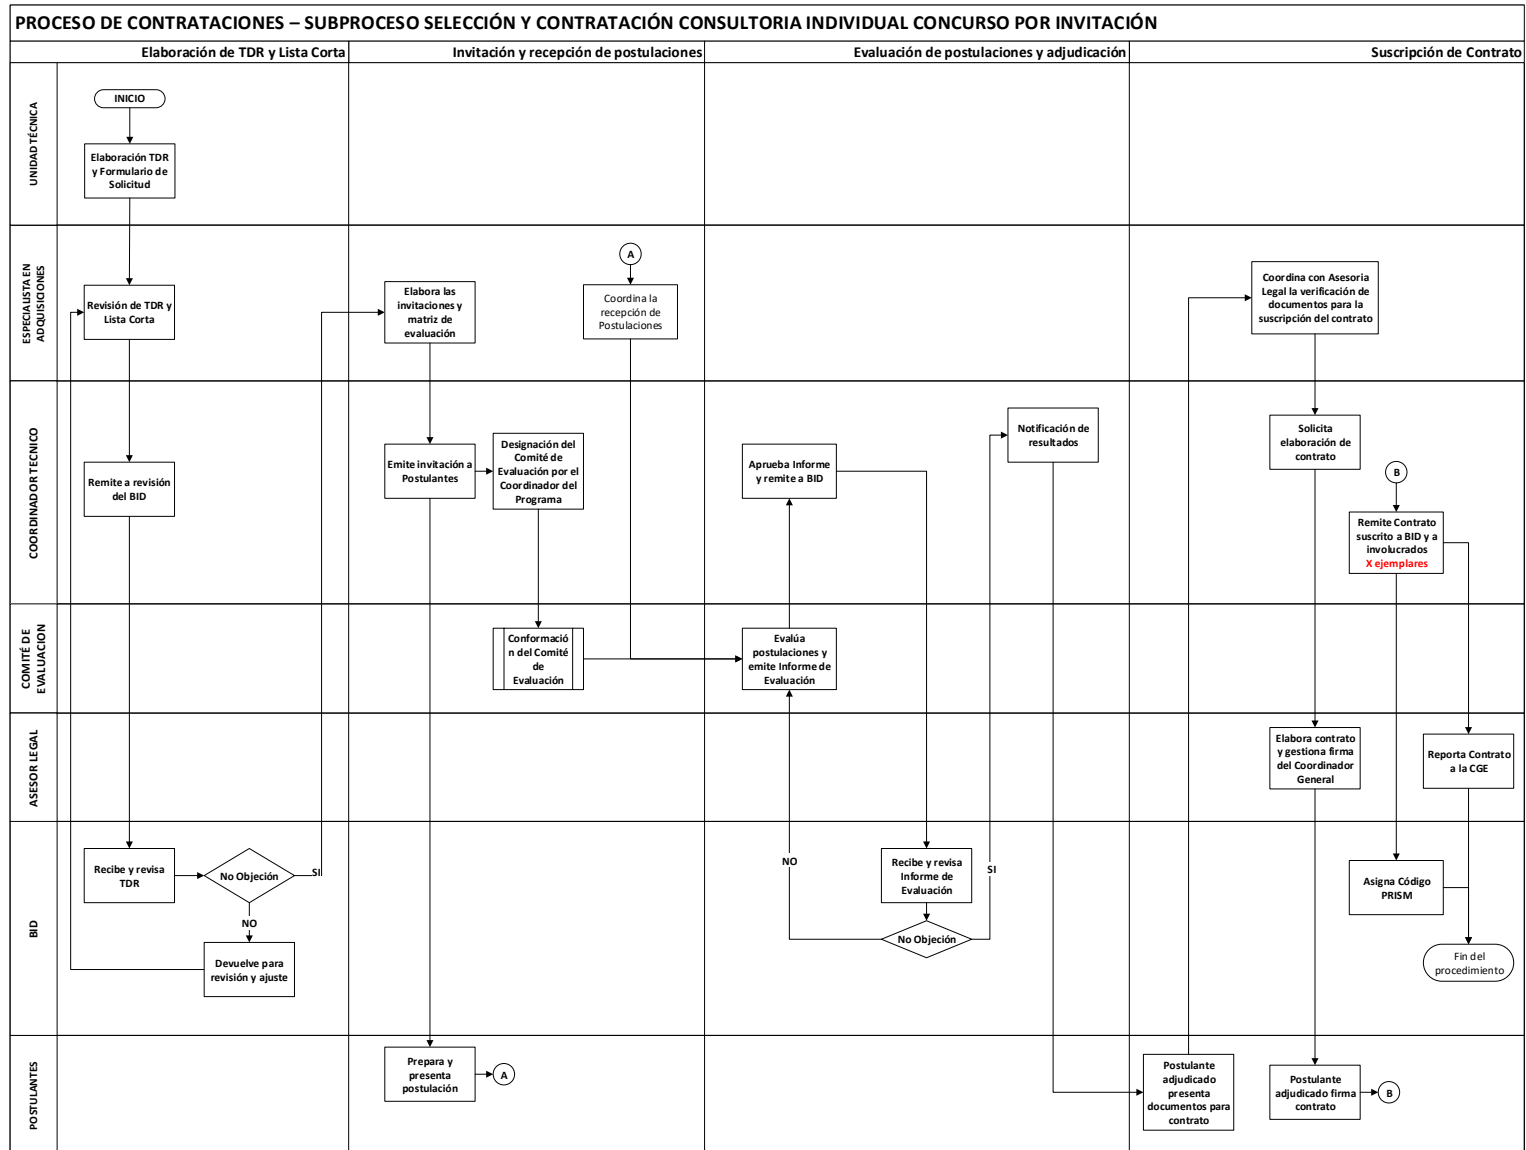 PROCESO DE CONTRATACIONES – SUBPROCESO SELECCIÓN Y CONTRATACIÓN CONSULTORIA INDIVIDUAL CONCURSO POR INVITACIÓN
Elaboración de TDR y Lista Corta
Invitación y recepción de postulaciones
Evaluación de postulaciones y adjudicación
Suscripción de Contrato
UNIDAD TÉCNICA
INICIO
Elaboración TDR
y Formulario de
Solicitud
ESPECIALISTA EN
ADQUISICIONES
Revisión de TDR y
Lista Corta
Elabora las
invitaciones y
matriz de
evaluación
A
Coordina la
recepción de
Postulaciones
Coordina con Asesoria
Legal la verificación de
documentos para la
suscripción del contrato
COORDINADOR TECNICO
Remite a revisión
del BID
Emite invitación a
Postulantes
Designación del
Comité de
Evaluación por el
Coordinador del
Programa
Aprueba Informe
y remite a BID
Notificación de
resultados
Solicita
elaboración de
contrato
B
Remite Contrato
suscrito a BID y a
involucrados
X ejemplares
COMITÉ DE
EVALUACION
Conformació
n del Comité
de
Evaluación
Evalúa
postulaciones y
emite Informe de
Evaluación
ASESOR LEGAL
Elabora contrato
y gestiona firma
del Coordinador
General
Reporta Contrato
a la CGE
BID
Recibe y revisa
TDR
No Objeción
SI
NO
Devuelve para
revisión y ajuste
NO
Recibe y revisa
Informe de
Evaluación
SI
No Objeción
Asigna Código
PRISM
Fin del
procedimiento
POSTULANTES
Prepara y
presenta
postulación
A
Postulante
adjudicado
presenta
documentos para
contrato
Postulante
adjudicado firma
contrato
B